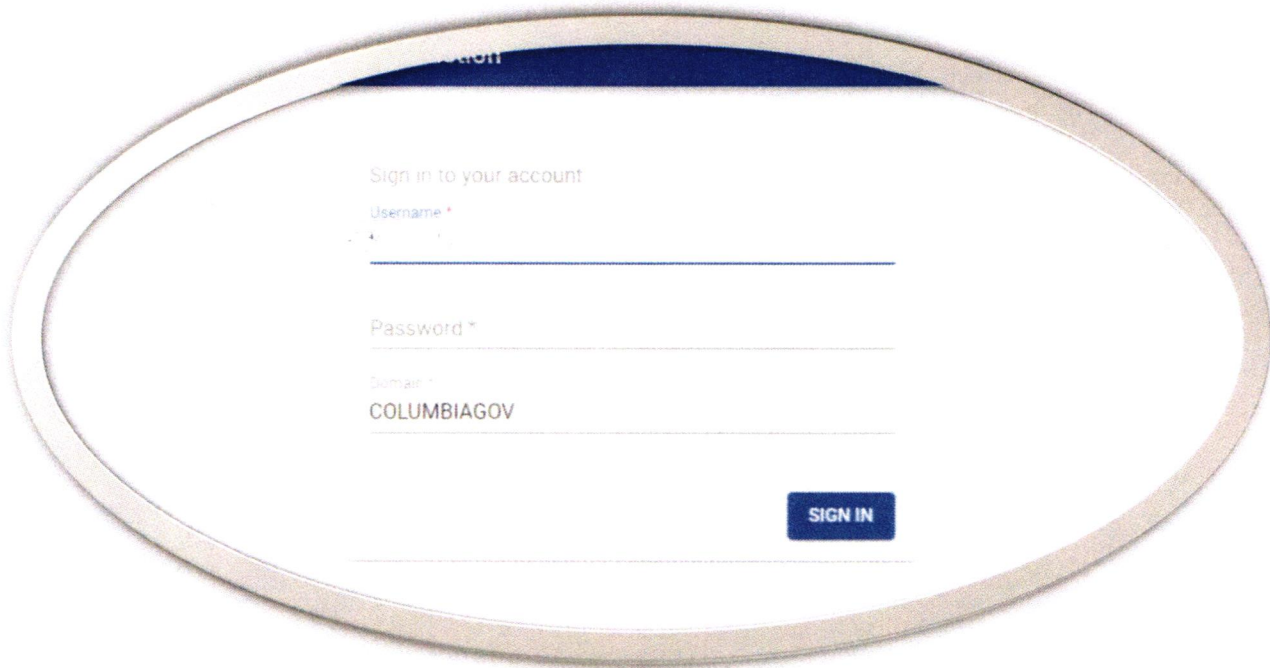 Sign in to your account
Username *
Password *
Domain *
COLUMBIAGOV
SIGN IN